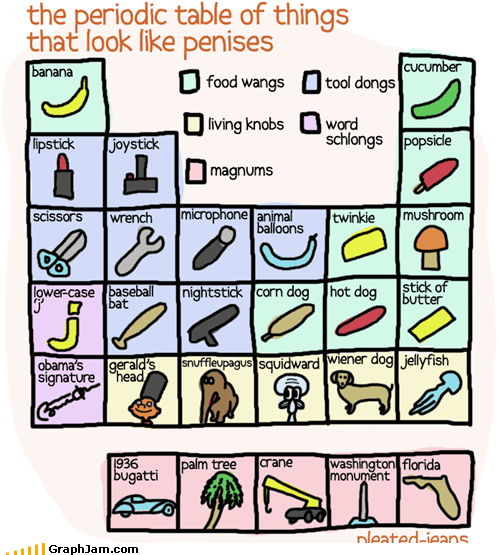 the periodic table of things
that look like penises
banana
cucumber
food wangs
tool dongs
living knobs
word
schlongs
magnums
lipstick
joystick
popsicle
scissors
wrench
microphone
animal
balloons
twinkie
mushroom
lower-case
'j'
baseball
bat
nightstick
corn dog
hot dog
stick of
butter
obama's
signature
gerald's
head
snuffleupagus
squidward
wiener dog
jellyfish
1936
bugatti
palm tree
crane
washington
monument
florida
pleated-jeans
GraphJam.com